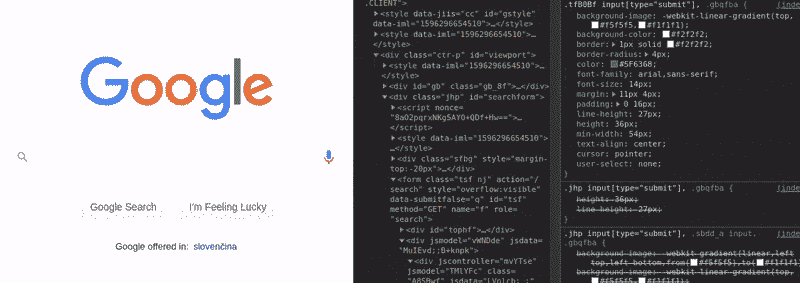 Google
Google Search
I'm Feeling Lucky
Google offered in: slovenčina
.CLIENT">
<style data-jiis="cc" id="gstyle"
data-iml="1596296654510">…</style>
<style data-iml="1596296654510">…
</style>
<div class="ctr-p" id="viewport">
<style data-iml="1596296654510">…
</style>
<div id="gb" class="gb_8f">…</div>
<div class="jhp" id="searchform">
<script nonce=
"8aO2pqrxNKg5AY0+QDf+Hw==">…
</script>
<style data-iml="1596296654510">
…</style>
<div class="sfbg" style="margin-
top:-20px">…</div>
<form class="tsf nj" action="/
search" style="overflow:visible"
data-submitfalse="q" id="tsf"
method="GET" name="f" role=
"search">
<div id="tophf">…</div>
<div jsmodel="vWNDde" jsdata=
"MuIEvd;;B+knpk">
<div jscontroller="mvYTse"
jsmodel="TMlYFc" class=
.tfB0Bf input[type="submit"], .gbqfba {
background-image: -webkit-linear-gradient(top,
#f5f5f5,#f1f1f1);
background-color: #f2f2f2;
border: 1px solid #f2f2f2;
border-radius: 4px;
color: #5F6368;
font-family: arial,sans-serif;
font-size: 14px;
margin: 11px 4px;
padding: 0 16px;
line-height: 27px;
height: 36px;
min-width: 54px;
text-align: center;
cursor: pointer;
user-select: none;
}
.jhp input[type="submit"], .gbqfba {
height: 36px;
line-height: 27px;
}
.jhp input[type="submit"], .sbdd_a input,
.gbqfba {
background-image: -webkit-gradient(linear,left
top,left bottom,from(#f5f5f5),to(#f1f1f1
background-image: -webkit-linear-gradient(top,
#f5f5f5,#f1f1f1);